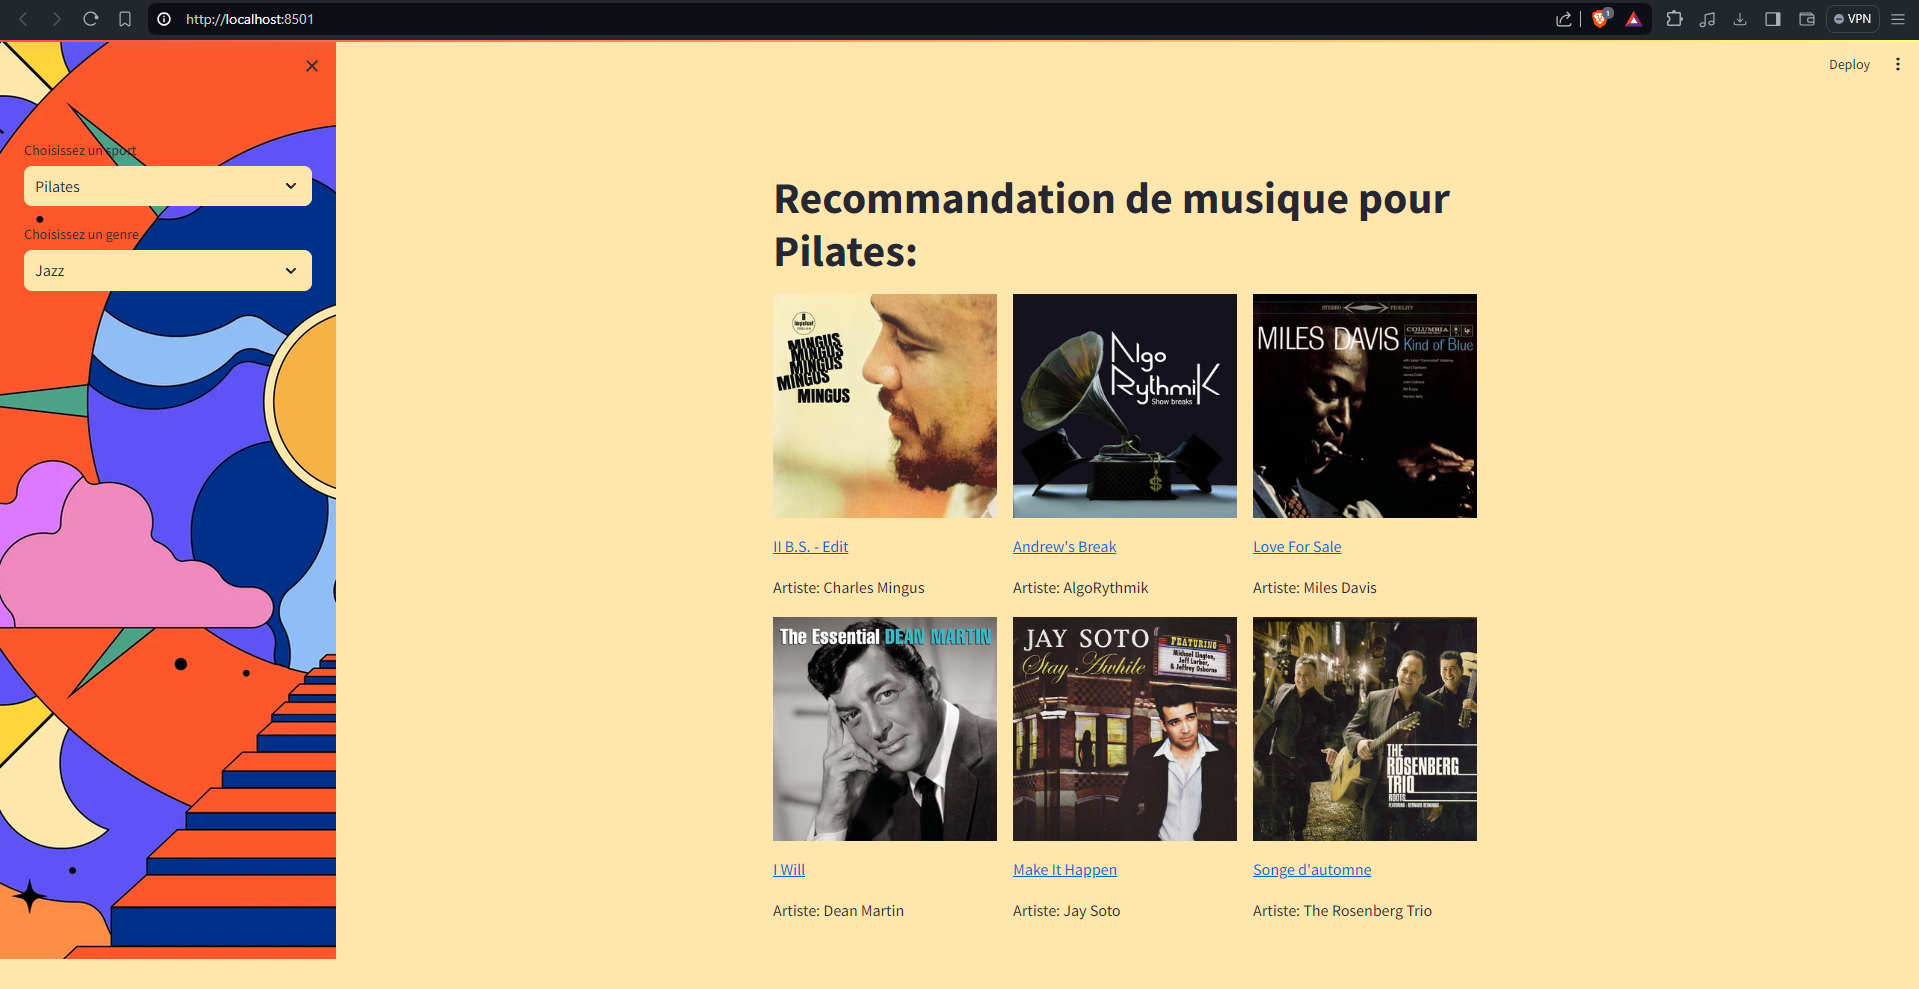 http://localhost:8501
1
VPN
Deploy
Choisissez un sport
Pilates
Choisissez un genre
Jazz
Recommandation de musique pour
Pilates:
impulse!
MINGUS
MINGUS
MINGUS
MINGUS
MINGUS
Algo
RythmiK
Show breaks
$
STEREO FIDELITY
MILES DAVIS
COLUMBIA
Kind of Blue
II B.S. - Edit
Andrew's Break
Love For Sale
Artiste: Charles Mingus
Artiste: AlgoRythmik
Artiste: Miles Davis
The Essential DEAN MARTIN
JAY SOTO
Stay Awhile
FEATURING
Michael Lington,
Jeff Lorber,
& Jeffrey Osborne
THE
ROSENBERG
TRIO
ROOTS
I Will
Make It Happen
Songe d'automne
Artiste: Dean Martin
Artiste: Jay Soto
Artiste: The Rosenberg Trio